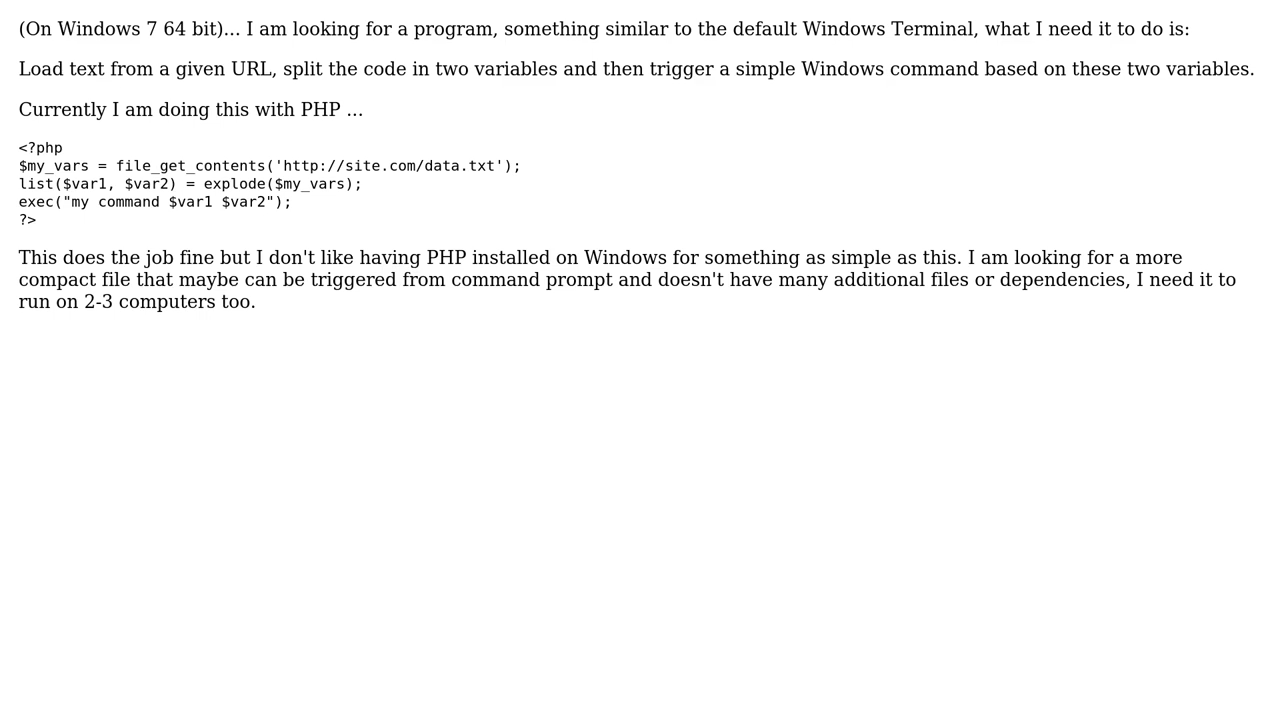 (On Windows 7 64 bit)... I am looking for a program, something similar to the default Windows Terminal, what I need it to do is:
Load text from a given URL, split the code in two variables and then trigger a simple Windows command based on these two variables.
Currently I am doing this with PHP ...
<?php
$my_vars = file_get_contents('http://site.com/data.txt');
list($var1, $var2) = explode($my_vars);
exec("my command $var1 $var2");
?>
This does the job fine but I don't like having PHP installed on Windows for something as simple as this. I am looking for a more
compact file that maybe can be triggered from command prompt and doesn't have many additional files or dependencies, I need it to
run on 2-3 computers too.